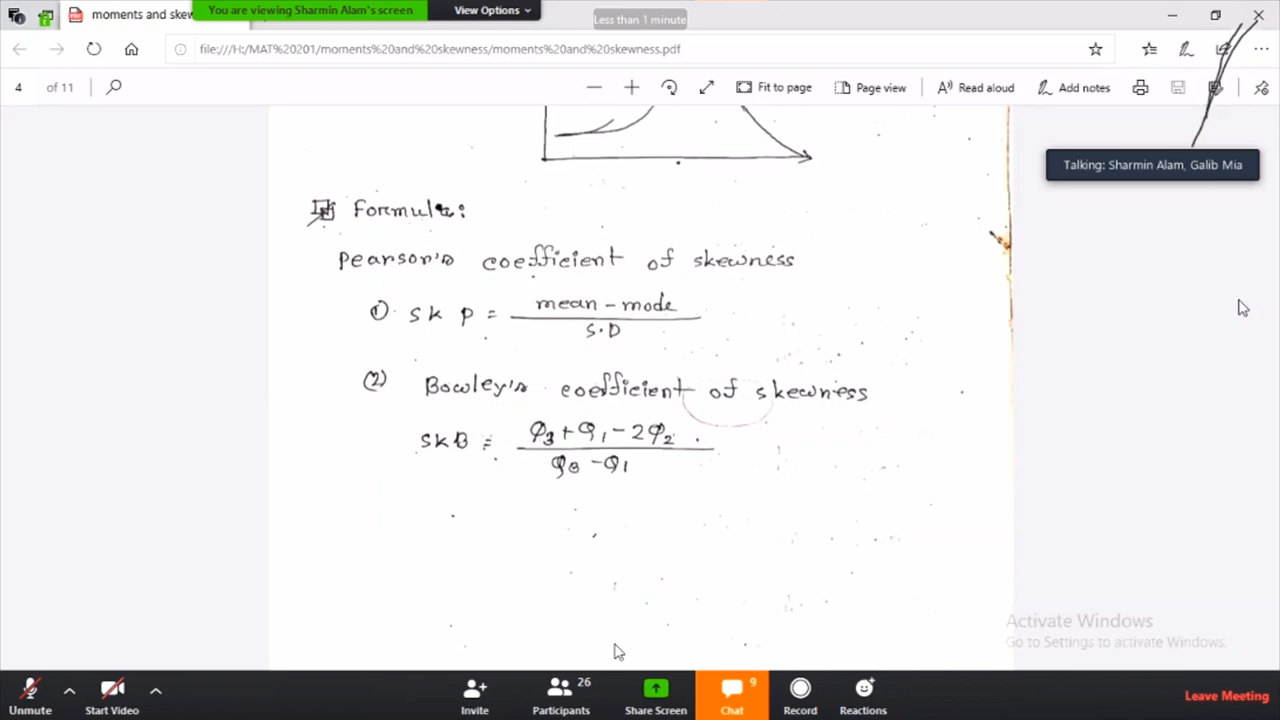 moments and skew
You are viewing Sharmin Alam's screen
View Options
Less than 1 minute
file:///H:/MAT%20201/moments%20and%20skewness/moments%20and%20skewness.pdf
4 of 11
Fit to page
Page view
Read aloud
Add notes
Talking: Sharmin Alam, Galib Mia
Formula:
Pearson's coefficient of skewness
① SK P = mean - mode / S.D
(2) Bowley's coefficient of skewness
SKB = Q3 + Q1 - 2Q2 / Q3 - Q1
Activate Windows
Go to Settings to activate Windows.
Unmute
Start Video
Invite
26
Participants
Share Screen
9
Chat
Record
Reactions
Leave Meeting